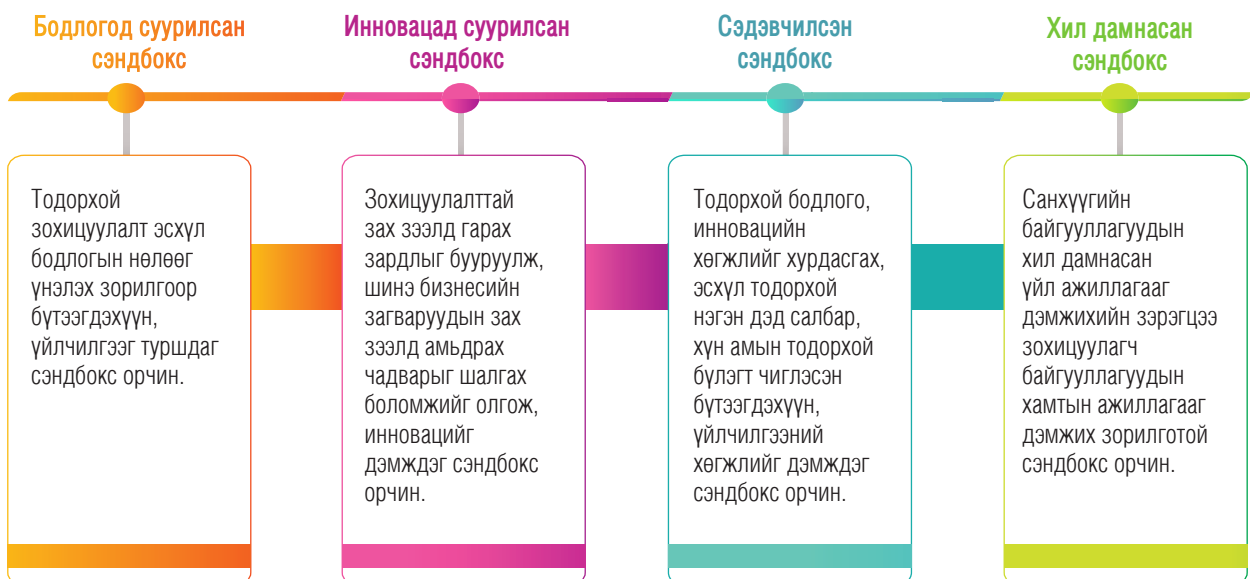 Бодлогод суурилсан
сэндбокс
Инновацад суурилсан
сэндбокс
Сэдэвчилсэн
сэндбокс
Хил дамнасан
сэндбокс
Тодорхой
зохицуулалт эсхүл
бодлогын нөлөөг
үнэлэх зорилгоор
бүтээгдэхүүн,
үйлчилгээг туршдаг
сэндбокс орчин.
Зохицуулалттай
зах зээлд гарах
зардлыг бууруулж,
шинэ бизнесийн
загваруудын зах
зээлд амьдрах
чадварыг шалгах
боломжийг олгож,
инновацийг
дэмждэг сэндбокс
орчин.
Тодорхой бодлого,
инновацийн
хөгжлийг хурдасгах,
эсхүл тодорхой
нэгэн дэд салбар,
хүн амын тодорхой
бүлэгт чиглэсэн
бүтээгдэхүүн,
үйлчилгээний
хөгжлийг дэмждэг
сэндбокс орчин.
Санхүүгийн
байгууллагуудын
хил дамнасан
үйл ажиллагааг
дэмжихийн зэрэгцээ
зохицуулагч
байгууллагуудын
хамтын ажиллагааг
дэмжих зорилготой
сэндбокс орчин.